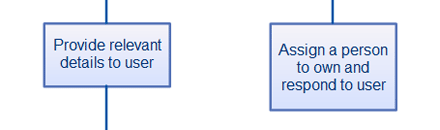 Provide relevant
details to user
Assign a person
to own and
respond to user